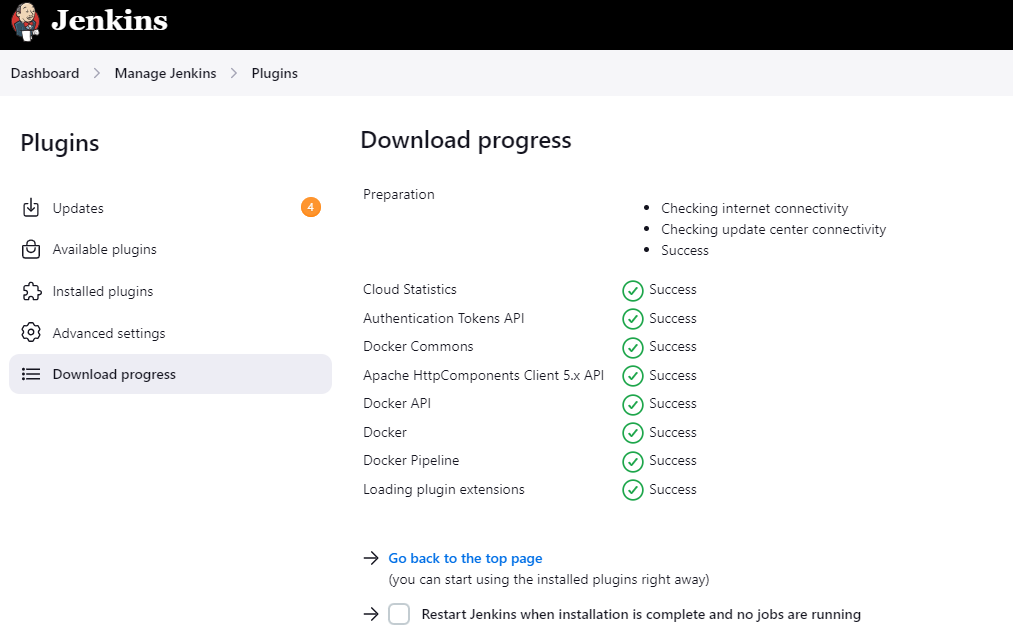 Jenkins
Dashboard > Manage Jenkins > Plugins
Plugins
Updates 4
Available plugins
Installed plugins
Advanced settings
Download progress
Download progress
Preparation
• Checking internet connectivity
• Checking update center connectivity
• Success
Cloud Statistics Success
Authentication Tokens API Success
Docker Commons Success
Apache HttpComponents Client 5.x API Success
Docker API Success
Docker Success
Docker Pipeline Success
Loading plugin extensions Success
→ Go back to the top page
(you can start using the installed plugins right away)
→ Restart Jenkins when installation is complete and no jobs are running